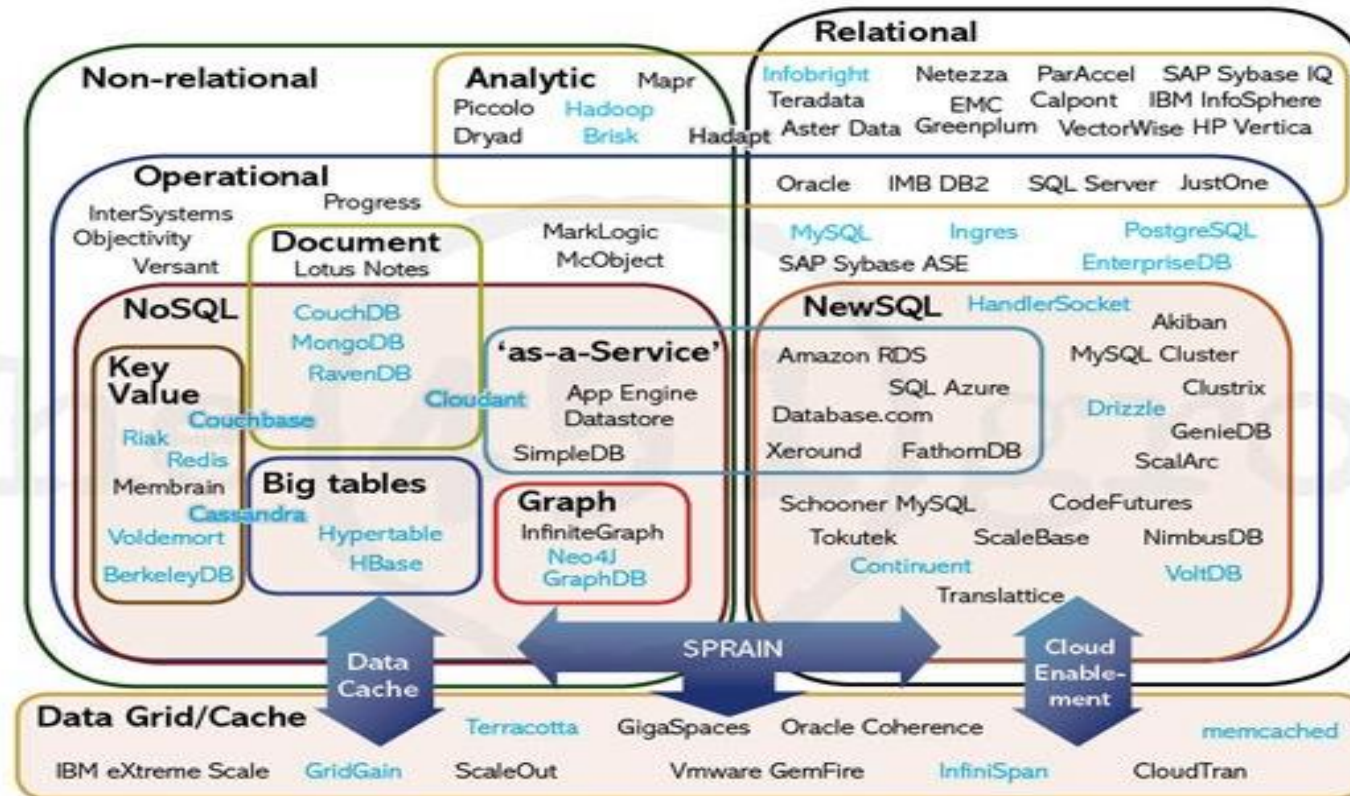 Relational
Non-relational
Analytic
Mapr
Piccolo
Hadoop
Dryad
Brisk
Hadapt
Infobright
Netezza
ParAccel
SAP Sybase IQ
Teradata
EMC
Calpont
IBM InfoSphere
Aster Data
Greenplum
VectorWise
HP Vertica
Operational
Oracle
IMB DB2
SQL Server
JustOne
InterSystems
Progress
Objectivity
Versant
Document
Lotus Notes
MarkLogic
McObject
MySQL
Ingres
PostgreSQL
SAP Sybase ASE
EnterpriseDB
NoSQL
CouchDB
MongoDB
RavenDB
Key
Value
Couchbase
Riak
Redis
Membrain
Cassandra
Voldemort
BerkeleyDB
Big tables
Hypertable
HBase
'as-a-Service'
App Engine
Datastore
Cloudant
SimpleDB
Graph
InfiniteGraph
Neo4J
GraphDB
NewSQL
HandlerSocket
Akiban
Amazon RDS
MySQL Cluster
SQL Azure
Clustrix
Database.com
Drizzle
GenieDB
Xeround
FathomDB
ScalArc
Schooner MySQL
CodeFutures
Tokutek
ScaleBase
NimbusDB
Continuent
VoltDB
Translattice
Data
Cache
SPRAIN
Cloud
Enable-
ment
Data Grid/Cache
Terracotta
GigaSpaces
Oracle Coherence
memcached
IBM eXtreme Scale
GridGain
ScaleOut
Vmware GemFire
InfiniSpan
CloudTran